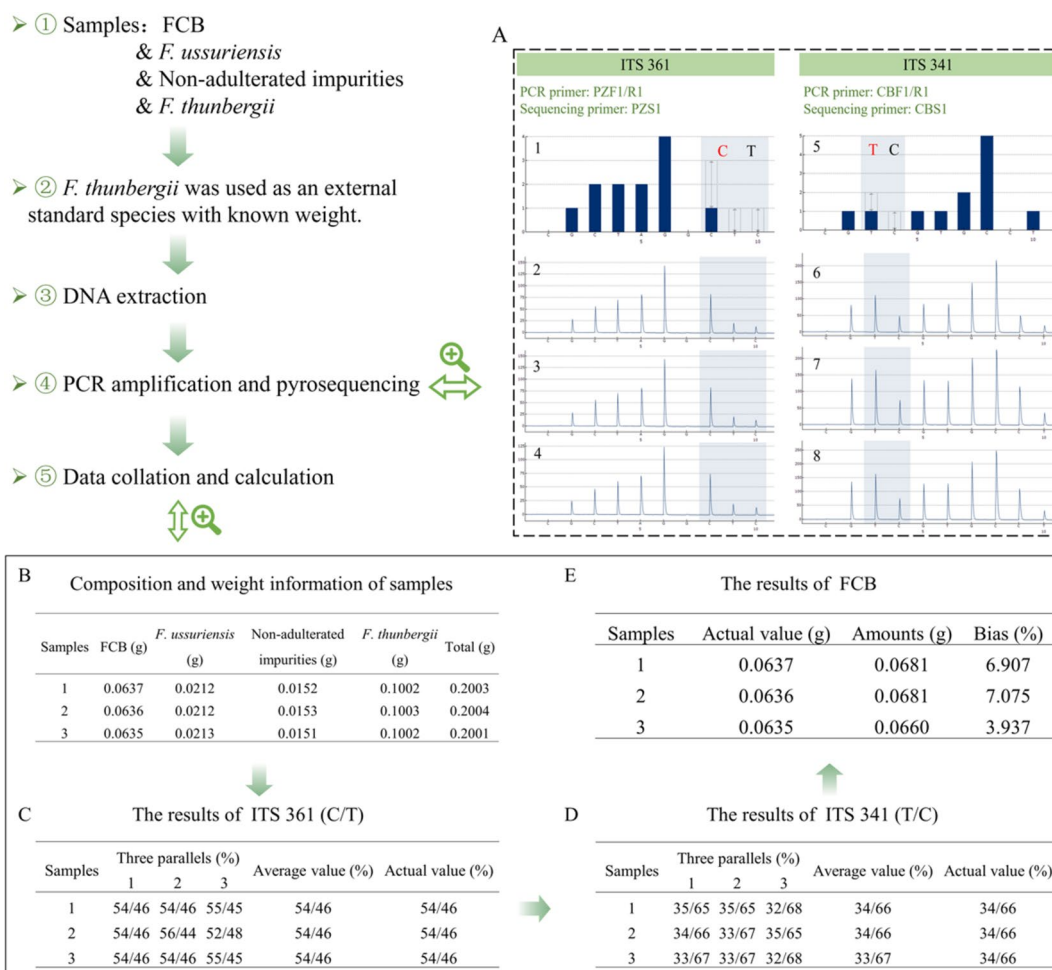 ➢ ① Samples: FCB
& F. ussuriensis
& Non-adulterated impurities
& F. thunbergii
➢ ② F. thunbergii was used as an external
standard species with known weight.
➢ ③ DNA extraction
➢ ④ PCR amplification and pyrosequencing
➢ ⑤ Data collation and calculation
A
ITS 361
PCR primer: PZF1/R1
Sequencing primer: PZS1
1
C T
2
3
4
ITS 341
PCR primer: CBF1/R1
Sequencing primer: CBS1
5
T C
6
7
8
B Composition and weight information of samples
Samples FCB (g) F. ussuriensis (g) Non-adulterated impurities (g) F. thunbergii (g) Total (g)
1 0.0637 0.0212 0.0152 0.1002 0.2003
2 0.0636 0.0212 0.0153 0.1003 0.2004
3 0.0635 0.0213 0.0151 0.1002 0.2001
C The results of ITS 361 (C/T)
Samples Three parallels (%) Average value (%) Actual value (%)
1 2 3
1 54/46 54/46 55/45 54/46 54/46
2 54/46 56/44 52/48 54/46 54/46
3 54/46 54/46 55/45 54/46 54/46
D The results of ITS 341 (T/C)
Samples Three parallels (%) Average value (%) Actual value (%)
1 2 3
1 35/65 35/65 32/68 34/66 34/66
2 34/66 33/67 35/65 34/66 34/66
3 33/67 33/67 32/68 33/67 34/66
E The results of FCB
Samples Actual value (g) Amounts (g) Bias (%)
1 0.0637 0.0681 6.907
2 0.0636 0.0681 7.075
3 0.0635 0.0660 3.937